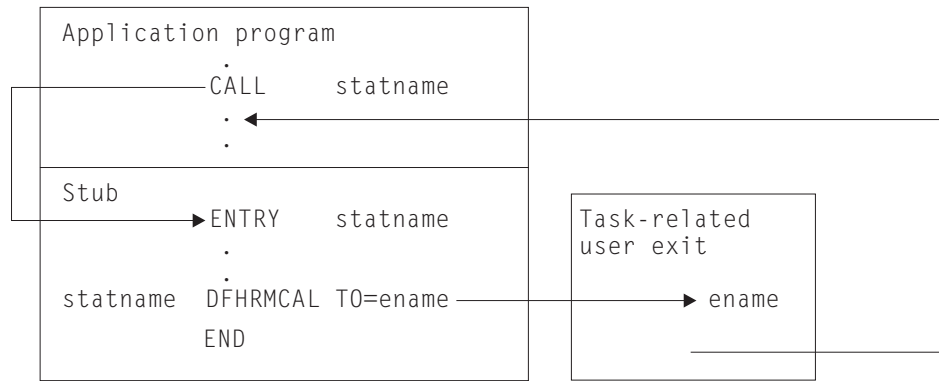 Application program
.
CALL statname
.
.
Stub
ENTRY statname
.
.
statname DFHRMCAL TO=ename
END
Task-related
user exit
ename